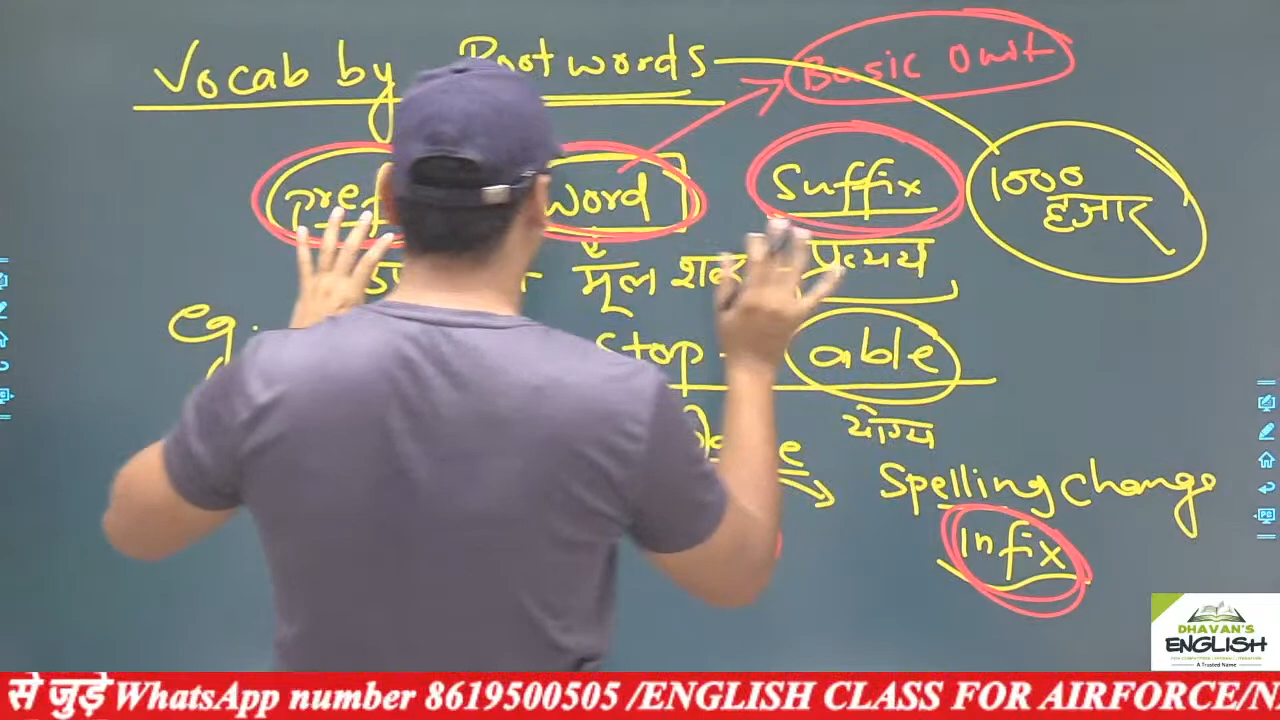 Vocab by Root words
Basic Unit
word
Suffix
1000
हजार
मूल शब्द
प्रत्यय
eg.
Stop - able
योग्य
Spelling change
Infix
DHAVAN'S
ENGLISH
A Trusted Name
से जुड़े WhatsApp number 8619500505 /ENGLISH CLASS FOR AIRFORCE/N